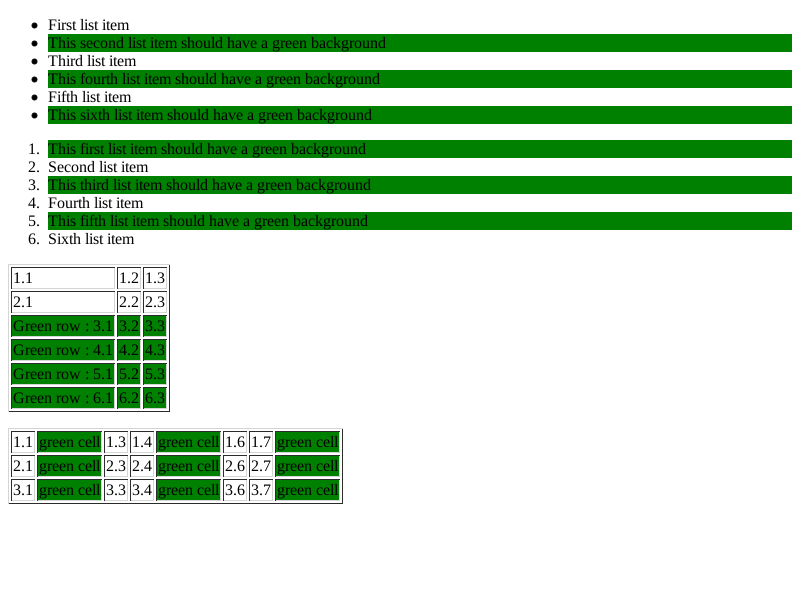 First list item
This second list item should have a green background
Third list item
This fourth list item should have a green background
Fifth list item
This sixth list item should have a green background
1. This first list item should have a green background
2. Second list item
3. This third list item should have a green background
4. Fourth list item
5. This fifth list item should have a green background
6. Sixth list item
1.1 1.2 1.3
2.1 2.2 2.3
Green row : 3.1 3.2 3.3
Green row : 4.1 4.2 4.3
Green row : 5.1 5.2 5.3
Green row : 6.1 6.2 6.3
1.1 green cell 1.3 1.4 green cell 1.6 1.7 green cell
2.1 green cell 2.3 2.4 green cell 2.6 2.7 green cell
3.1 green cell 3.3 3.4 green cell 3.6 3.7 green cell